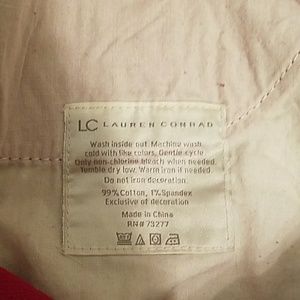 LC LAUREN CONRAD
Wash inside out. Machine wash
cold with like colors. Gentle cycle
Only non-chlorine bleach when needed.
Tumble dry low. Warm iron if needed.
Do not iron decoration.
99% Cotton, 1% Spandex
Exclusive of decoration
Made in China
RN# 73277